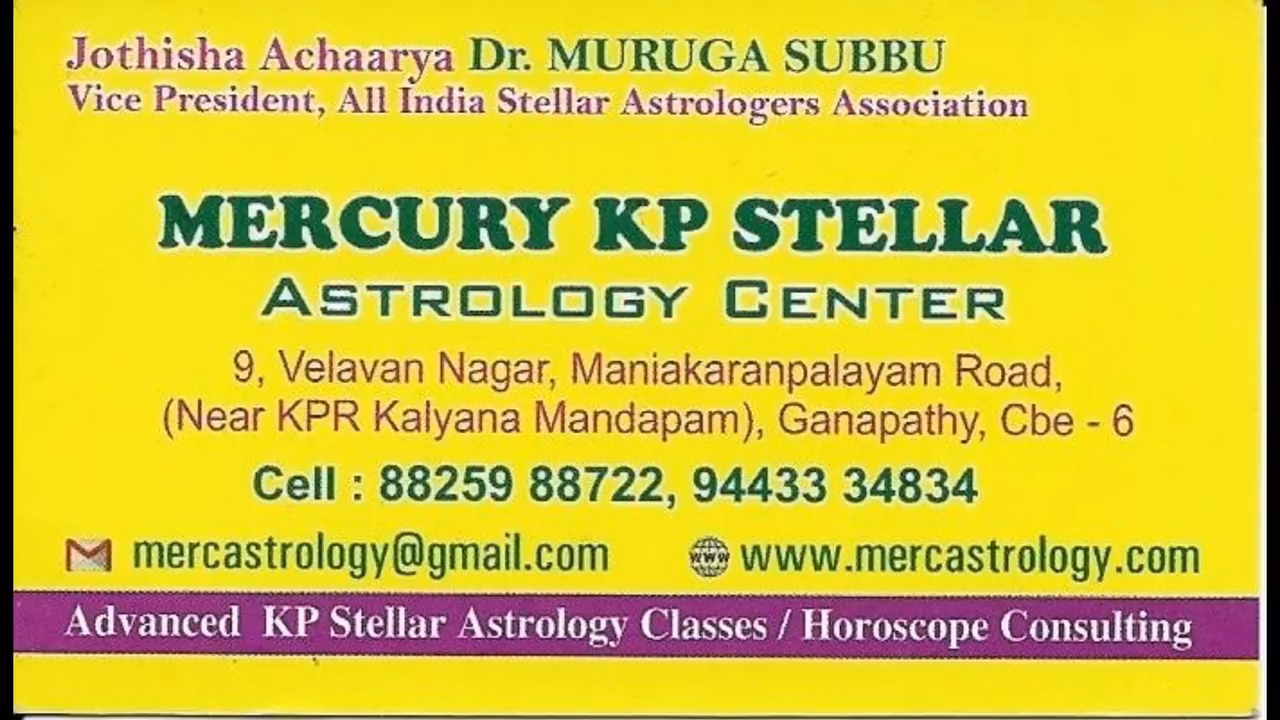 Jothisha Achaarya Dr. MURUGA SUBBU
Vice President, All India Stellar Astrologers Association
MERCURY KP STELLAR
ASTROLOGY CENTER
9, Velavan Nagar, Maniakaranpalayam Road,
(Near KPR Kalyana Mandapam), Ganapathy, Cbe - 6
Cell : 88259 88722, 94433 34834
mercastrology@gmail.com www www.mercastrology.com
Advanced KP Stellar Astrology Classes / Horoscope Consulting